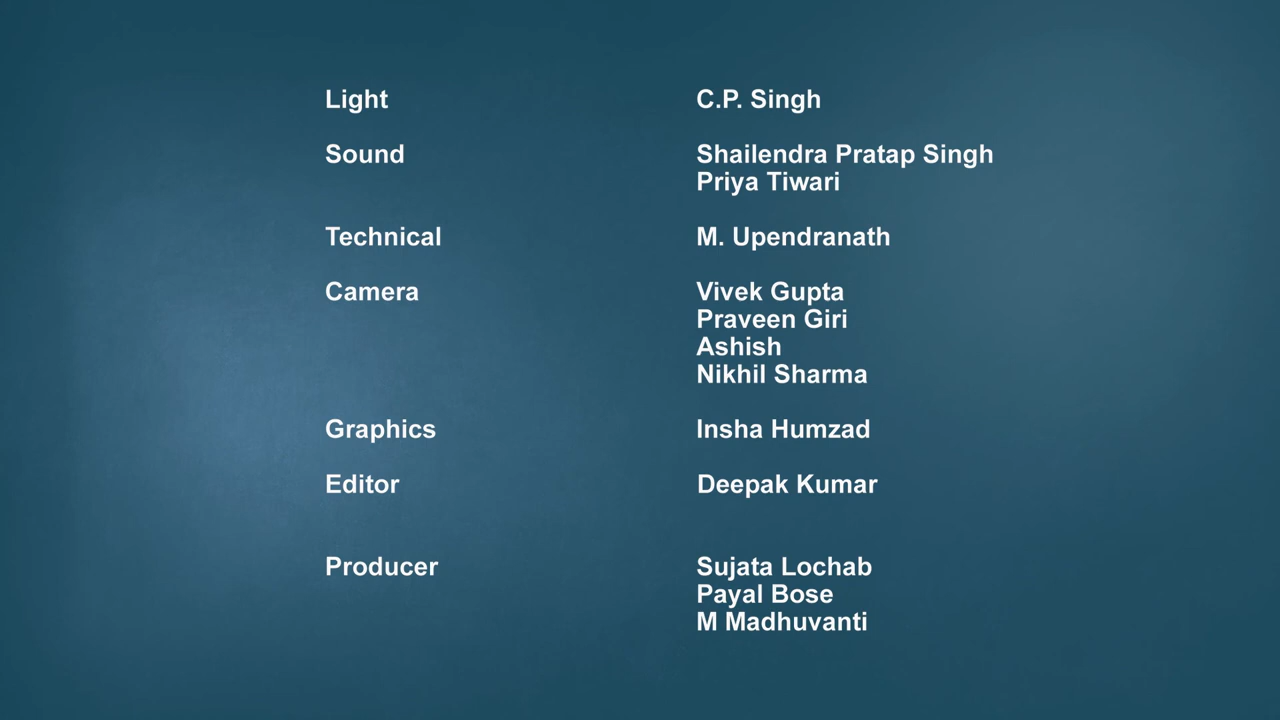 Light C.P. Singh
Sound Shailendra Pratap Singh
Priya Tiwari
Technical M. Upendranath
Camera Vivek Gupta
Praveen Giri
Ashish
Nikhil Sharma
Graphics Insha Humzad
Editor Deepak Kumar
Producer Sujata Lochab
Payal Bose
M Madhuvanti